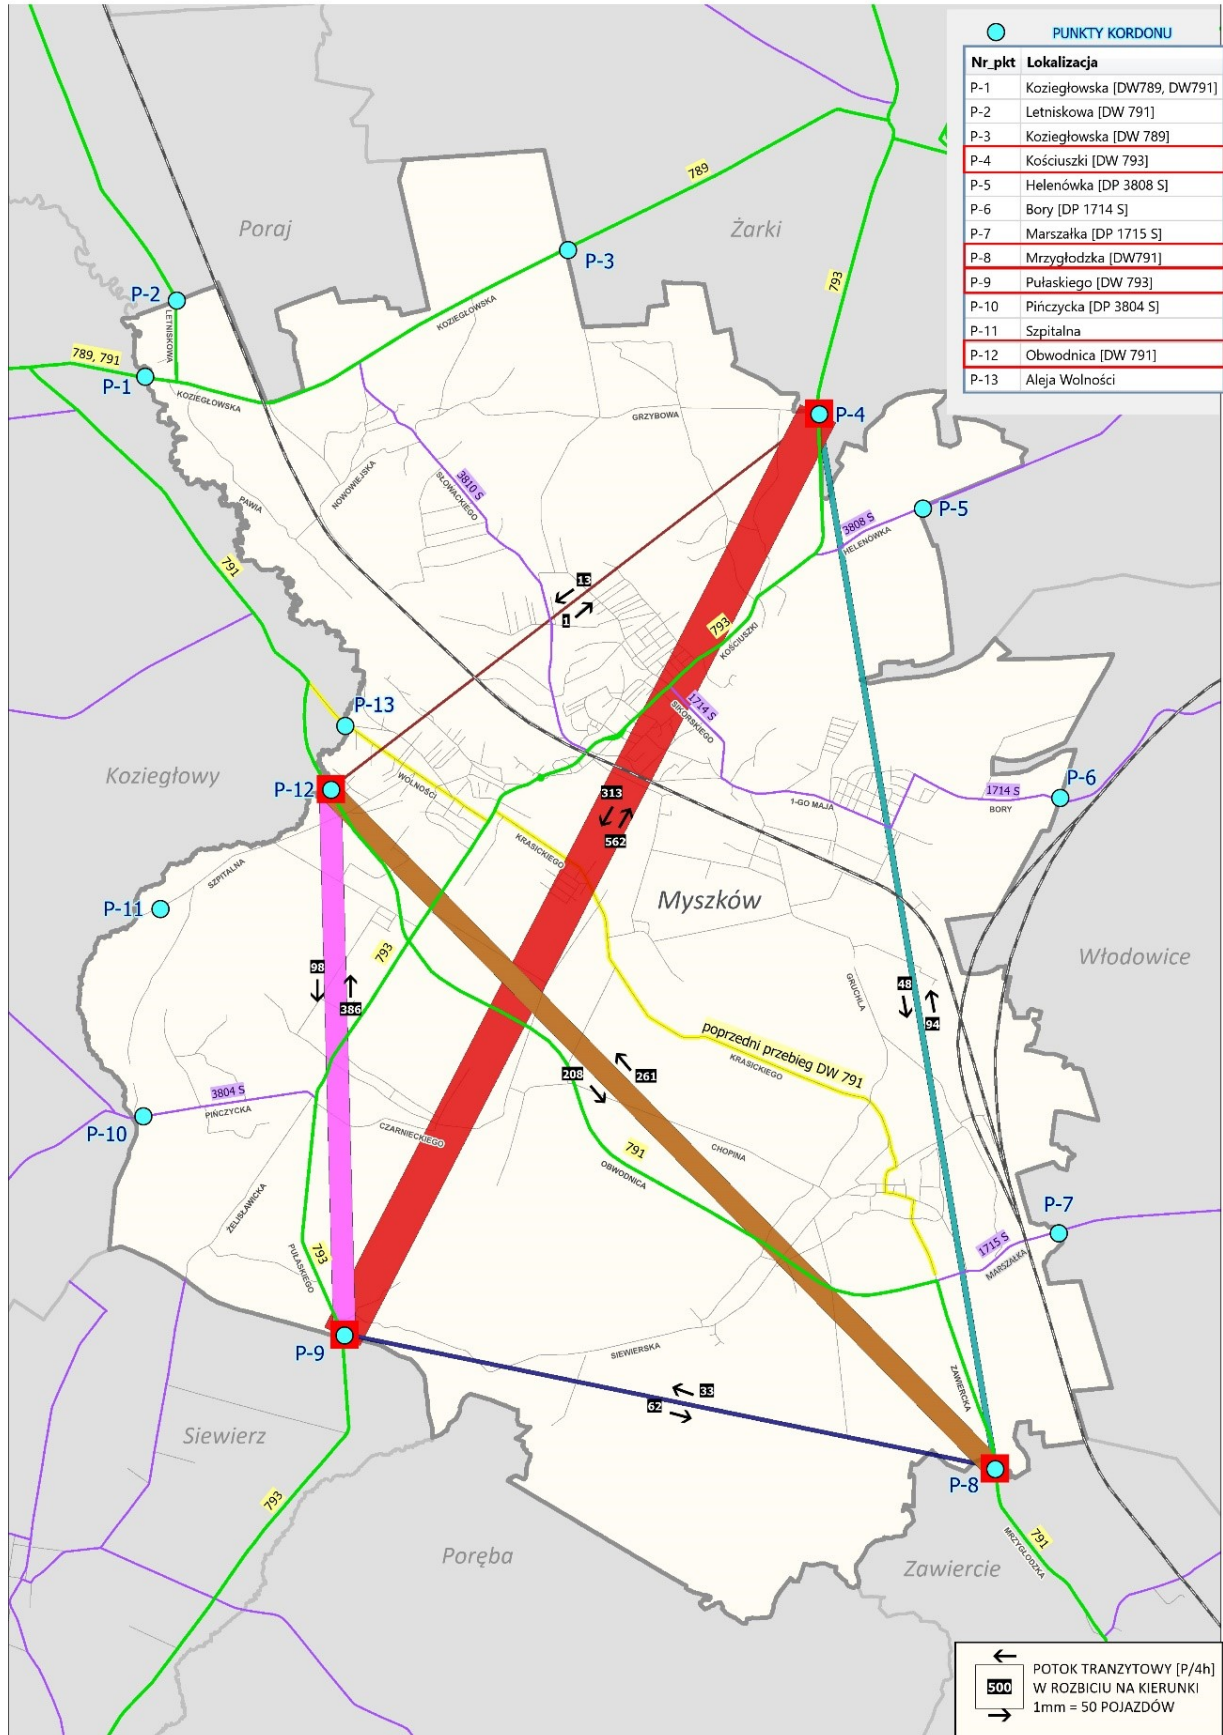 PUNKTY KORDONU
Nr_pkt Lokalizacja
P-1 Koziegłowska [DW789, DW791]
P-2 Letniskowa [DW 791]
P-3 Koziegłowska [DW 789]
P-4 Kościuszki [DW 793]
P-5 Helenówka [DP 3808 S]
P-6 Bory [DP 1714 S]
P-7 Marszałka [DP 1715 S]
P-8 Mrzygłodzka [DW791]
P-9 Pułaskiego [DW 793]
P-10 Pińczycka [DP 3804 S]
P-11 Szpitalna
P-12 Obwodnica [DW 791]
P-13 Aleja Wolności
789
Poraj
Żarki
P-3
793
P-2
LETNISKOWA
KOZIEGŁOWSKA
789, 791
P-1
KOZIEGŁOWSKA
GRZYBOWA
P-4
NOWOWIEJSKA
3810 S
SŁOWACKIEGO
PAWIA
P-5
3808 S
HELENÓWKA
791
13
1
793
KOŚCIUSZKI
1714 S
SIKORSKIEGO
P-13
Koziegłowy
WOLNOŚCI
P-12
313
562
1-GO MAJA
1714 S
BORY
P-6
KRASICKIEGO
SZPITALNA
P-11
Myszków
793
Włodowice
98
386
GRUCHLA
48
94
poprzedni przebieg DW 791
KRASICKIEGO
208
261
3804 S
PIŃCZYCKA
P-10
CZARNIECKIEGO
CHOPINA
791
OBWODNICA
ŻELISŁAWICKA
P-7
1715 S
MARSZAŁKA
793
PUŁASKIEGO
P-9
SIEWIERSKA
33
62
ZAWIERCKA
Siewierz
P-8
793
791
MRZYGŁODZKA
Poręba
Zawiercie
500
POTOK TRANZYTOWY [P/4h]
W ROZBICIU NA KIERUNKI
1mm = 50 POJAZDÓW